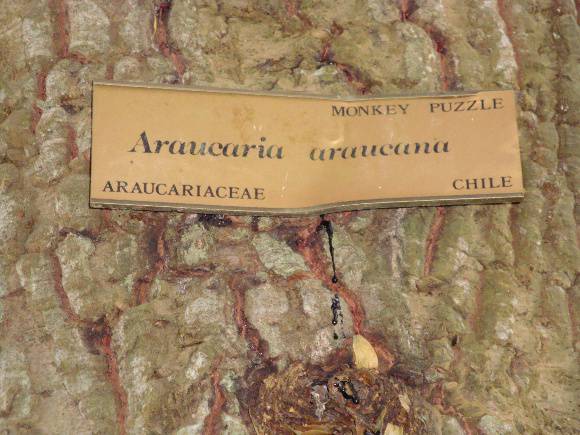 MONKEY PUZZLE
Araucaria araucana
ARAUCARIACEAE CHILE